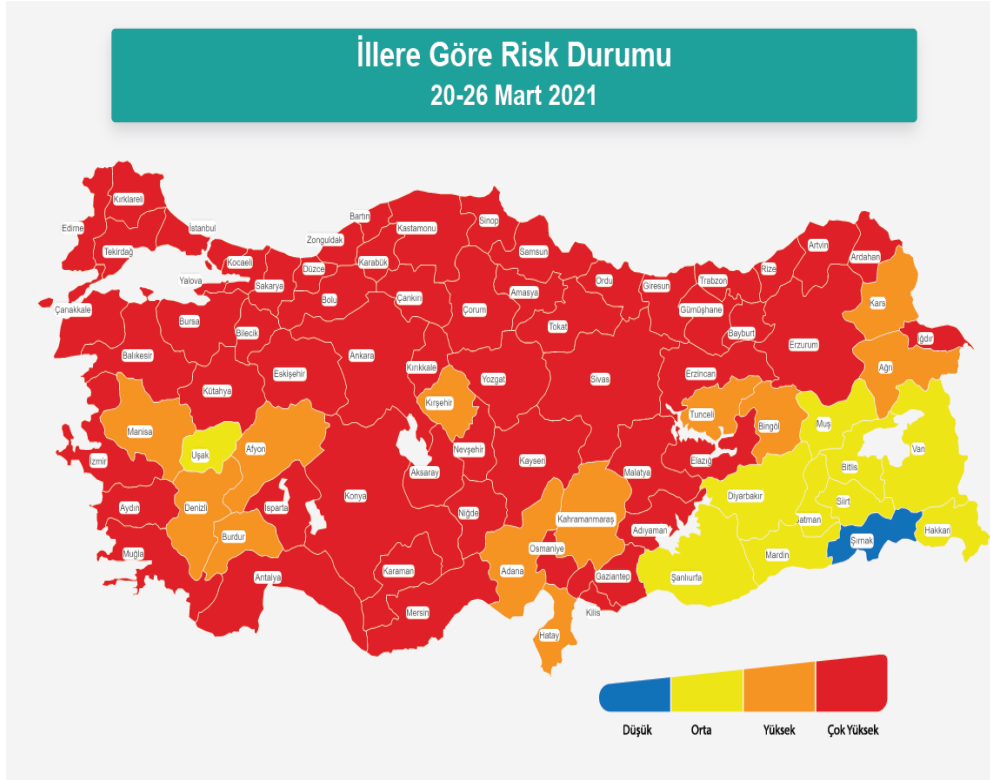 İllere Göre Risk Durumu
20-26 Mart 2021
Kırklareli
Edirne
Tekirdağ
İstanbul
Kocaeli
Yalova
Sakarya
Düzce
Zonguldak
Bartın
Karabük
Kastamonu
Sinop
Samsun
Ordu
Giresun
Trabzon
Rize
Artvin
Ardahan
Çanakkale
Bursa
Bilecik
Bolu
Çankırı
Çorum
Amasya
Tokat
Gümüşhane
Bayburt
Erzurum
Kars
Iğdır
Balıkesir
Kütahya
Eskişehir
Ankara
Kırıkkale
Yozgat
Sivas
Erzincan
Ağrı
Manisa
Uşak
Afyon
Kırşehir
Tunceli
Bingöl
Muş
Van
İzmir
Nevşehir
Kayseri
Aksaray
Malatya
Elazığ
Bitlis
Aydın
Denizli
Isparta
Konya
Niğde
Kahramanmaraş
Adıyaman
Diyarbakır
Siirt
Batman
Hakkari
Şırnak
Muğla
Burdur
Antalya
Karaman
Mersin
Adana
Osmaniye
Gaziantep
Kilis
Şanlıurfa
Mardin
Hatay
Düşük
Orta
Yüksek
Çok Yüksek